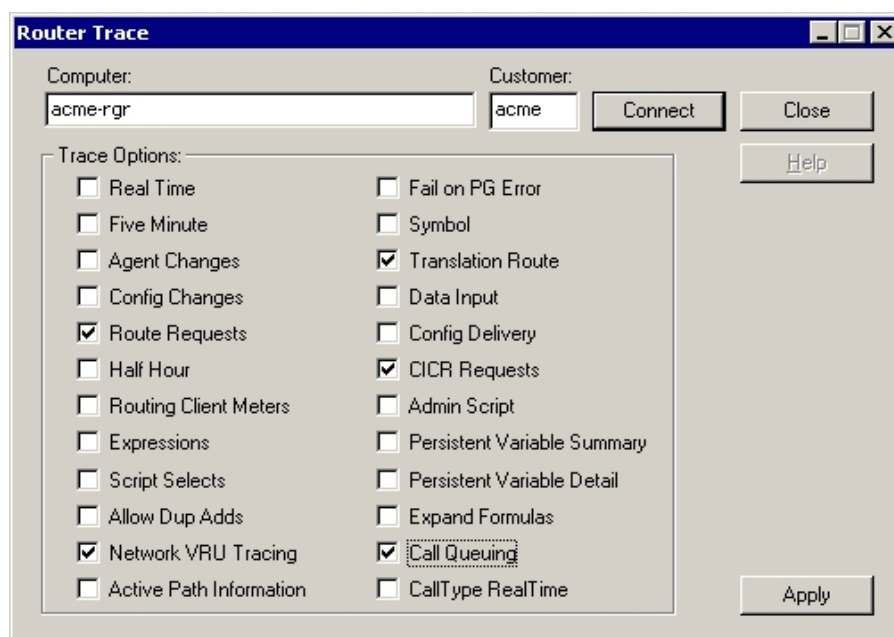 Router Trace
Computer:
Customer:
acme-rgr
acme
Connect
Close
Help
Trace Options:
Real Time
Five Minute
Agent Changes
Config Changes
Route Requests
Half Hour
Routing Client Meters
Expressions
Script Selects
Allow Dup Adds
Network VRU Tracing
Active Path Information
Fail on PG Error
Symbol
Translation Route
Data Input
Config Delivery
CICR Requests
Admin Script
Persistent Variable Summary
Persistent Variable Detail
Expand Formulas
Call Queuing
CallType RealTime
Apply